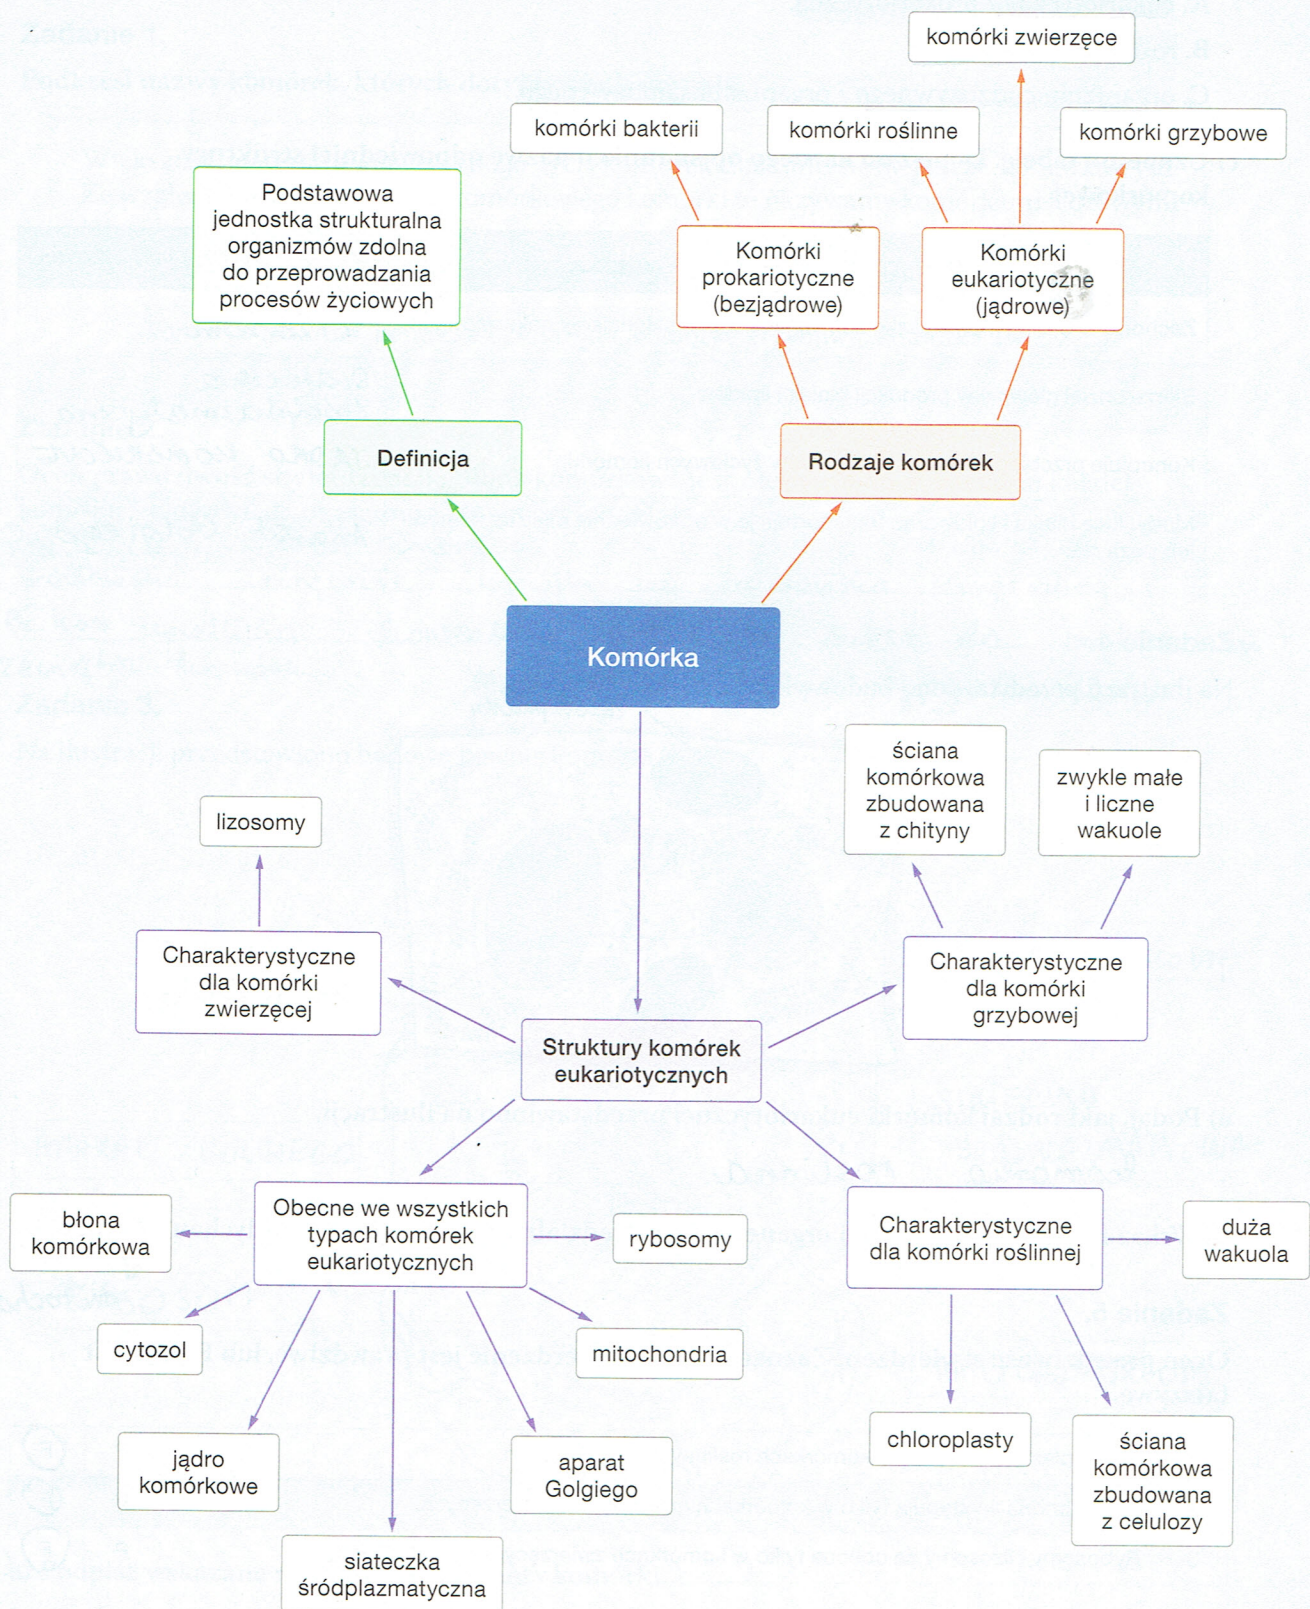 komórki zwierzęce
komórki bakterii
komórki roślinne
komórki grzybowe
Podstawowa
jednostka strukturalna
organizmów zdolna
do przeprowadzania
procesów życiowych
Komórki
prokariotyczne
(bezjądrowe)
Komórki
eukariotyczne
(jądrowe)
Definicja
Rodzaje komórek
Komórka
ściana
komórkowa
zbudowana
z chityny
zwykle małe
i liczne
wakuole
lizosomy
Charakterystyczne
dla komórki
zwierzęcej
Charakterystyczne
dla komórki
grzybowej
Struktury komórek
eukariotycznych
błona
komórkowa
Obecne we wszystkich
typach komórek
eukariotycznych
rybosomy
Charakterystyczne
dla komórki roślinnej
duża
wakuola
cytozol
mitochondria
jądro
komórkowe
aparat
Golgiego
chloroplasty
ściana
komórkowa
zbudowana
z celulozy
siateczka
śródplazmatyczna